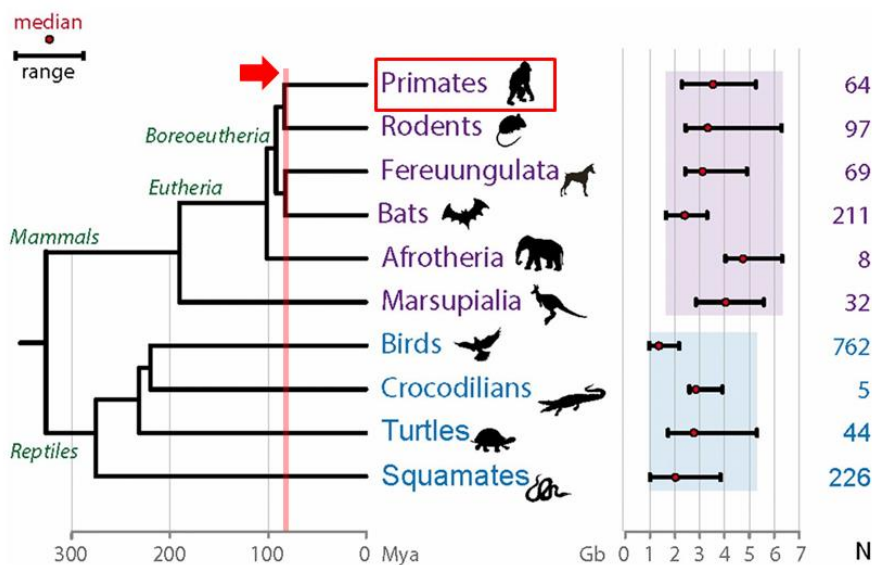 median
range
Primates 64
Boreoeutheria
Rodents 97
Fereuungulata 69
Eutheria
Bats 211
Mammals
Afrotheria 8
Marsupialia 32
Birds 762
Crocodilians 5
Turtles 44
Reptiles
Squamates 226
300 200 100 0 Mya Gb 0 1 2 3 4 5 6 7 N